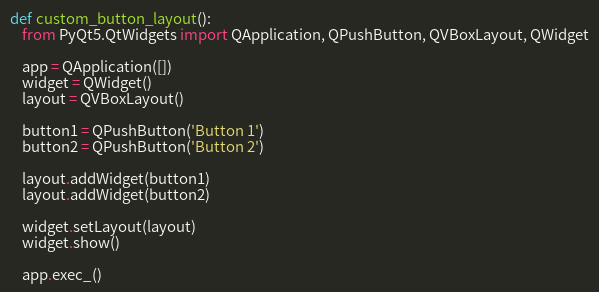 def custom_button_layout():
    from PyQt5.QtWidgets import QApplication, QPushButton, QVBoxLayout, QWidget

    app = QApplication([])
    widget = QWidget()
    layout = QVBoxLayout()

    button1 = QPushButton('Button 1')
    button2 = QPushButton('Button 2')

    layout.addWidget(button1)
    layout.addWidget(button2)

    widget.setLayout(layout)
    widget.show()

    app.exec_()